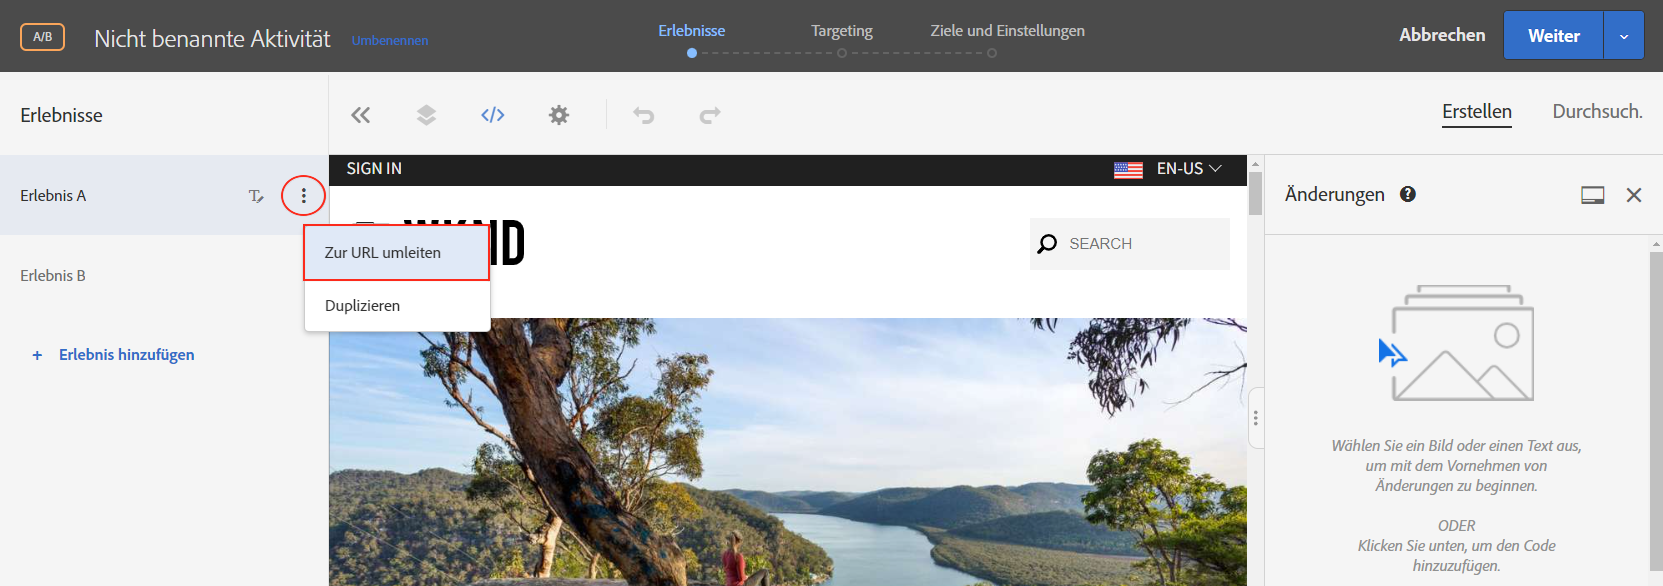 A/B
Nicht benannte Aktivität
Umbenennen
Erlebnisse
Targeting
Ziele und Einstellungen
Abbrechen
Weiter
Erlebnisse
Erstellen
Durchsuch.
Erlebnis A
Erlebnis B
+ Erlebnis hinzufügen
Zur URL umleiten
Duplizieren
SIGN IN
EN-US
SEARCH
Änderungen
Wählen Sie ein Bild oder einen Text aus,
um mit dem Vornehmen von
Änderungen zu beginnen.
ODER
Klicken Sie unten, um den Code
hinzuzufügen.